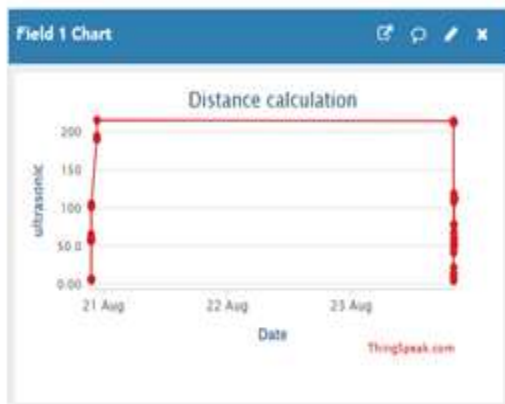 Field 1 Chart
Distance calculation
ultrasonic
200
150
100
50.0
0.00
21 Aug
22 Aug
23 Aug
Date
ThingSpeak.com